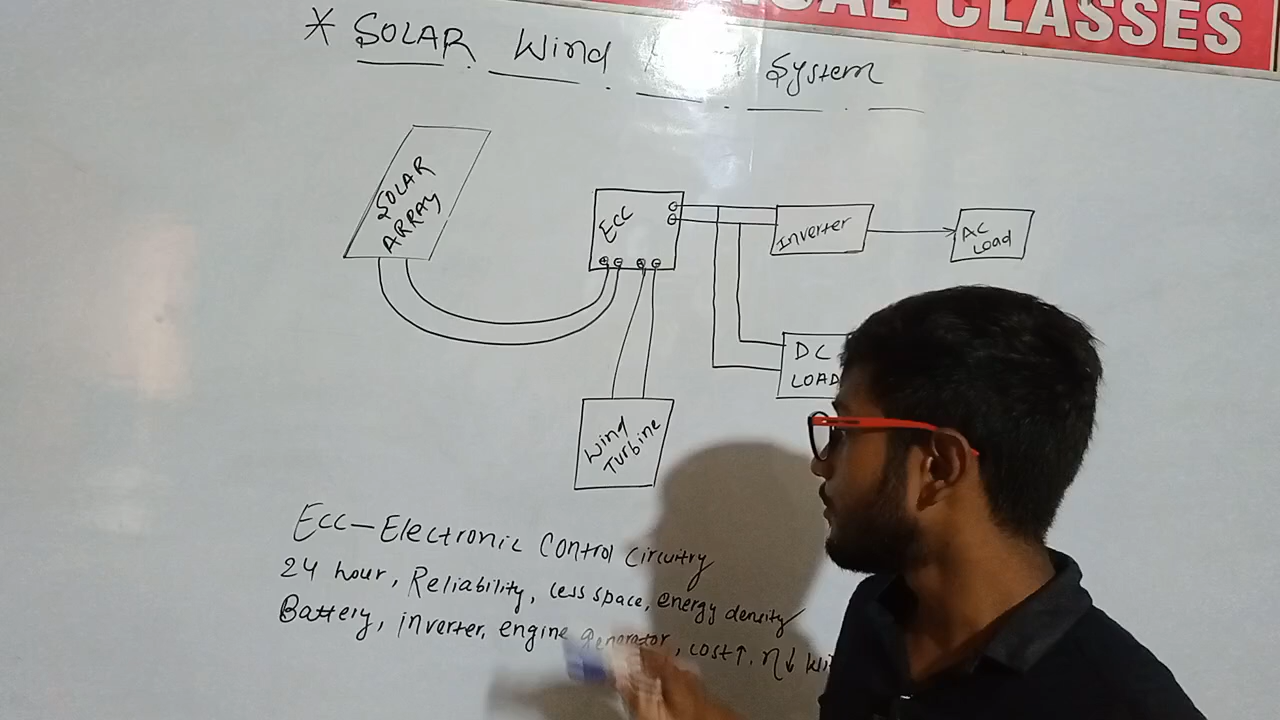 CLASSES
* SOLAR Wind System
SOLAR
ARRAY
ECC
Inverter
AC
Load
DC
LOAD
Wind
Turbine
ECC - Electronic Control Circuitry
24 hour, Reliability, less space, energy density
Battery, inverter, engine generator, cost↑, η↓